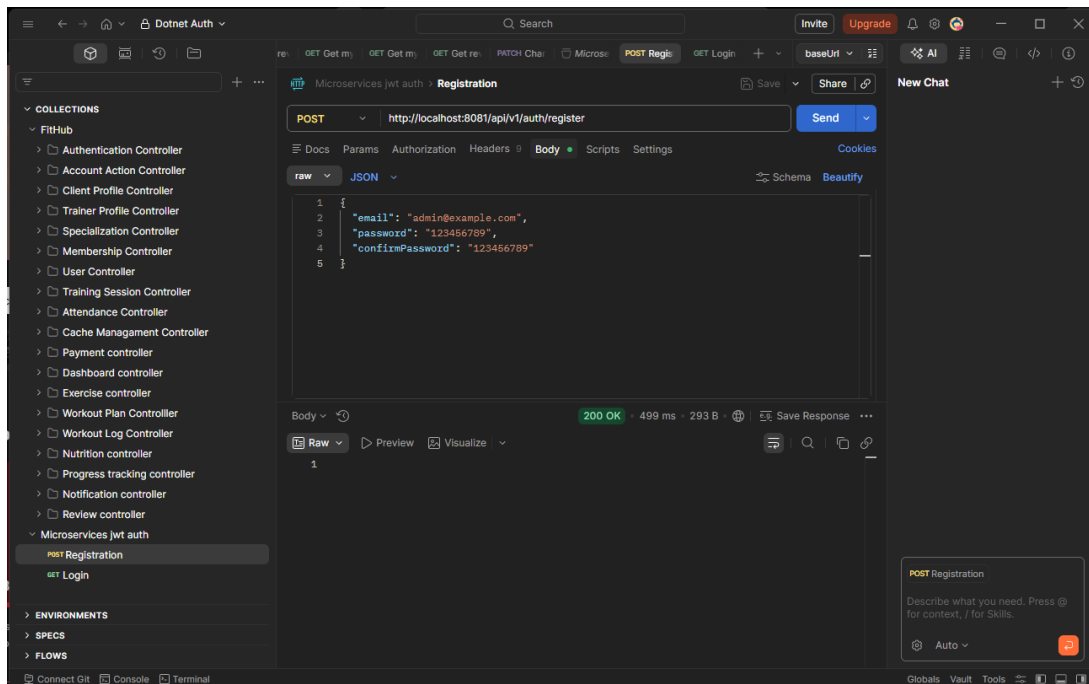 Dotnet Auth
Search
Invite
Upgrade
GET Get my
GET Get my
GET Get re
PATCH Char
Microse
POST Regis
GET Login
baseUrl
AI
Microservices jwt auth > Registration
Save
Share
New Chat
COLLECTIONS
FitHub
Authentication Controller
Account Action Controller
Client Profile Controller
Trainer Profile Controller
Specialization Controller
Membership Controller
User Controller
Training Session Controller
Attendance Controller
Cache Managament Controller
Payment controller
Dashboard controller
Exercise controller
Workout Plan Controlller
Workout Log Controller
Nutrition controller
Progress tracking controller
Notification controller
Review controller
Microservices jwt auth
POST Registration
GET Login
ENVIRONMENTS
SPECS
FLOWS
POST
http://localhost:8081/api/v1/auth/register
Send
Docs Params Authorization Headers 9 Body Scripts Settings
Cookies
raw JSON
Schema Beautify
1 {
2 "email": "admin@example.com",
3 "password": "123456789",
4 "confirmPassword": "123456789"
5 }
Body
200 OK • 499 ms • 293 B
e.g. Save Response
Raw Preview Visualize
1
POST Registration
Describe what you need. Press @
for context, / for Skills.
Auto
Connect Git Console Terminal
Globals Vault Tools